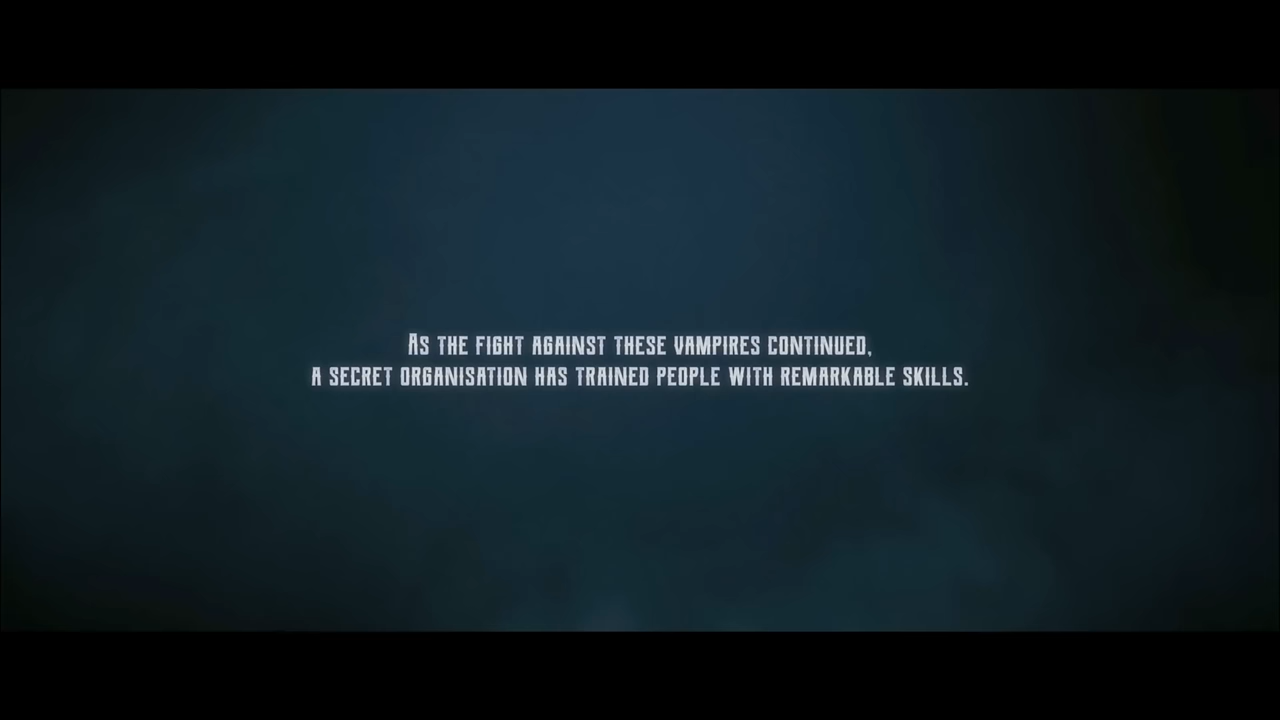 As the fight against these vampires continued,
a secret organisation has trained people with remarkable skills.